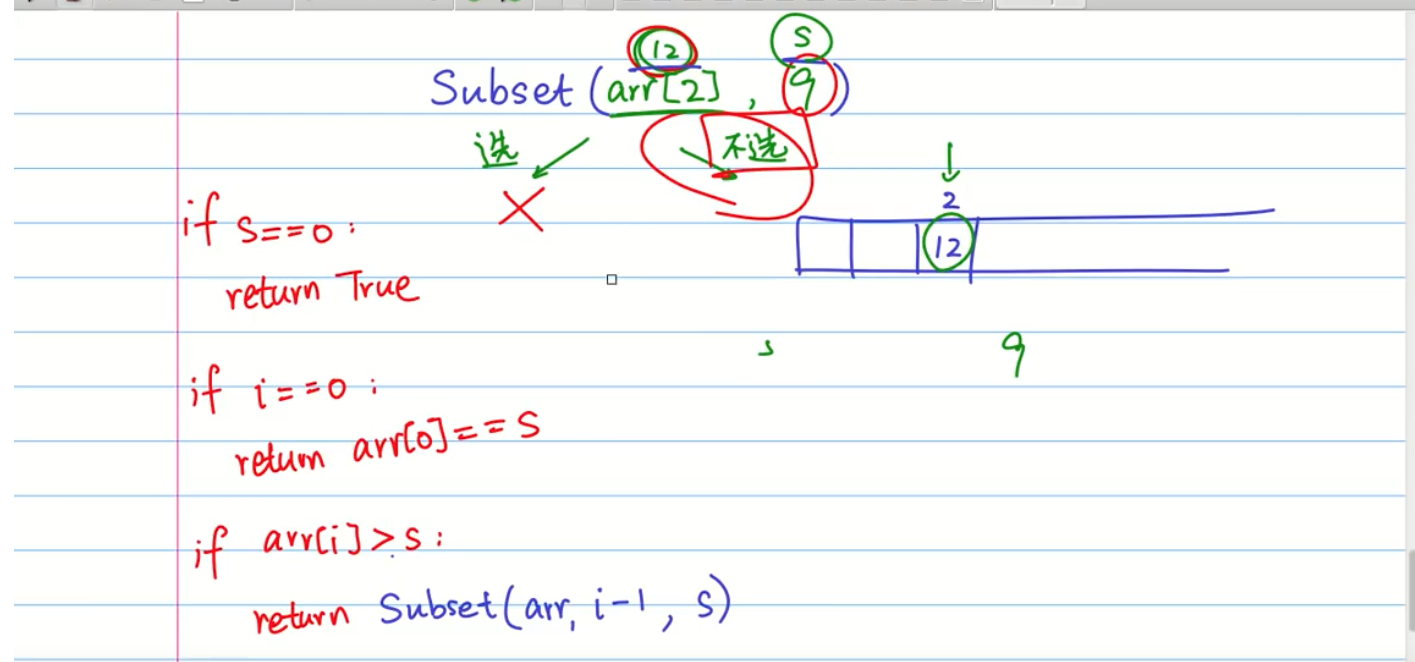 12 S
Subset (arr[2] , 9)
选 不选
2
12
if S==0 :
return True
s 9
if i==0 :
return arr[0]==S
if arr[i]>s :
return Subset(arr, i-1, S)